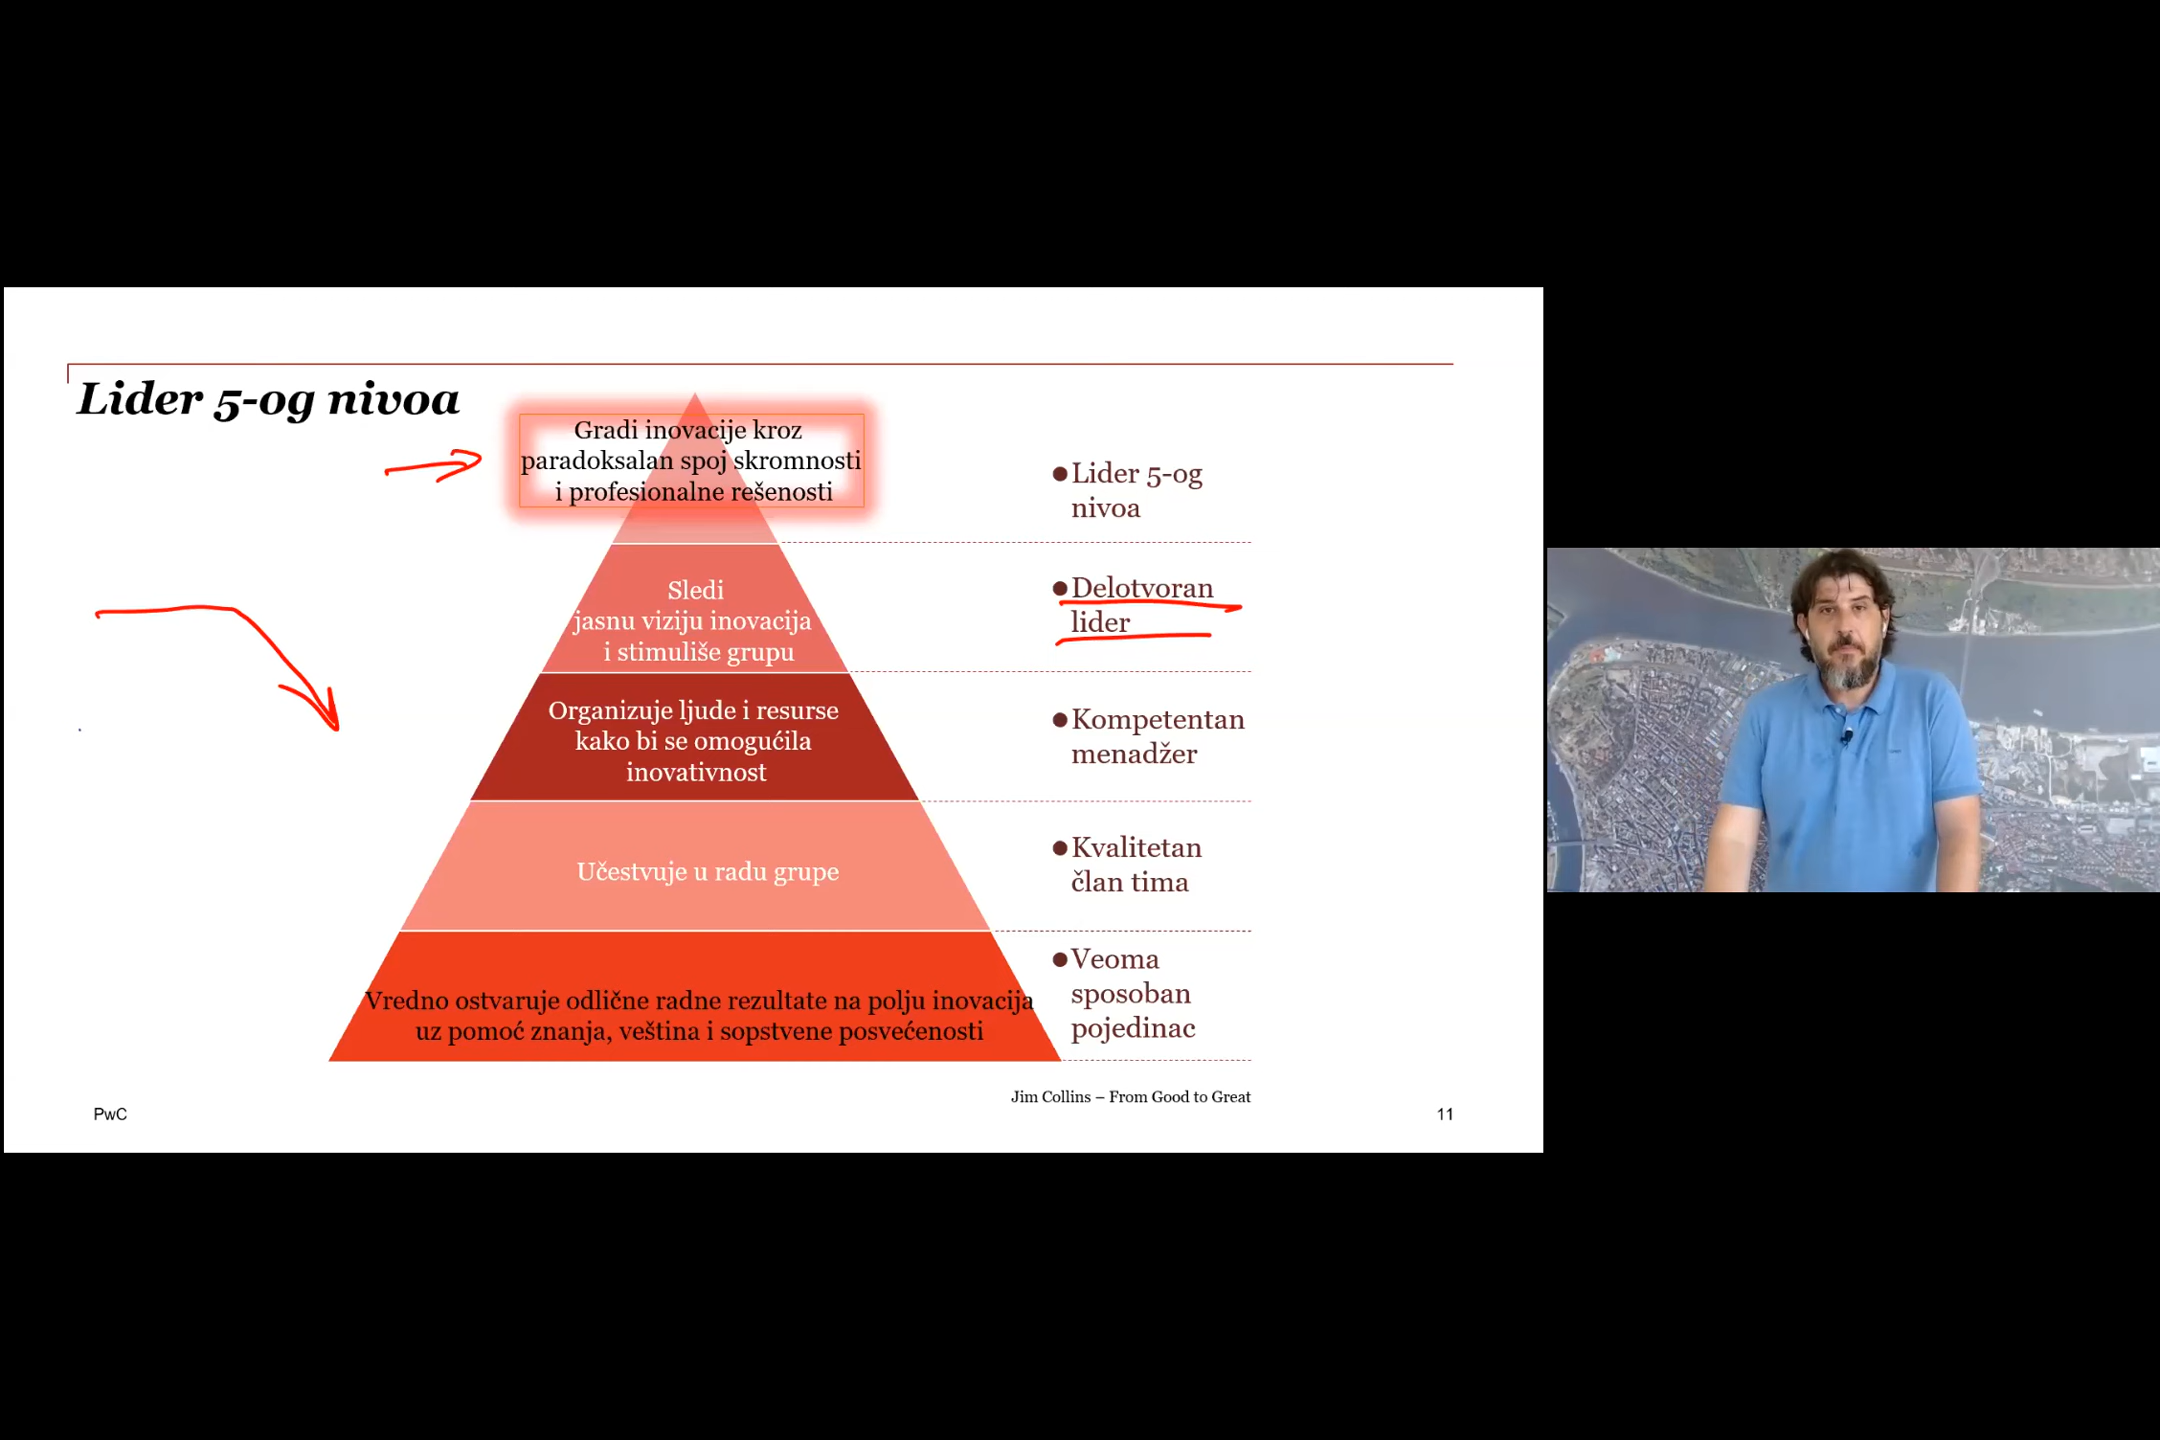 Lider 5-og nivoa
Gradi inovacije kroz
paradoksalan spoj skromnosti
i profesionalne rešenosti
●Lider 5-og
nivoa
Sledi
jasnu viziju inovacija
i stimuliše grupu
●Delotvoran
lider
Organizuje ljude i resurse
kako bi se omogućila
inovativnost
●Kompetentan
menadžer
Učestvuje u radu grupe
●Kvalitetan
član tima
Vredno ostvaruje odlične radne rezultate na polju inovacija
uz pomoć znanja, veština i sopstvene posvećenosti
●Veoma
sposoban
pojedinac
Jim Collins – From Good to Great
PwC
11